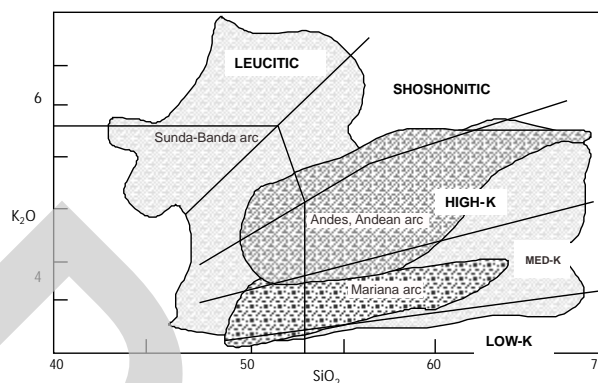 LEUCITIC
6
SHOSHONITIC
Sunda-Banda arc
K2O
Andes, Andean arc
HIGH-K
MED-K
4
Mariana arc
LOW-K
40
50
60
7
SiO2